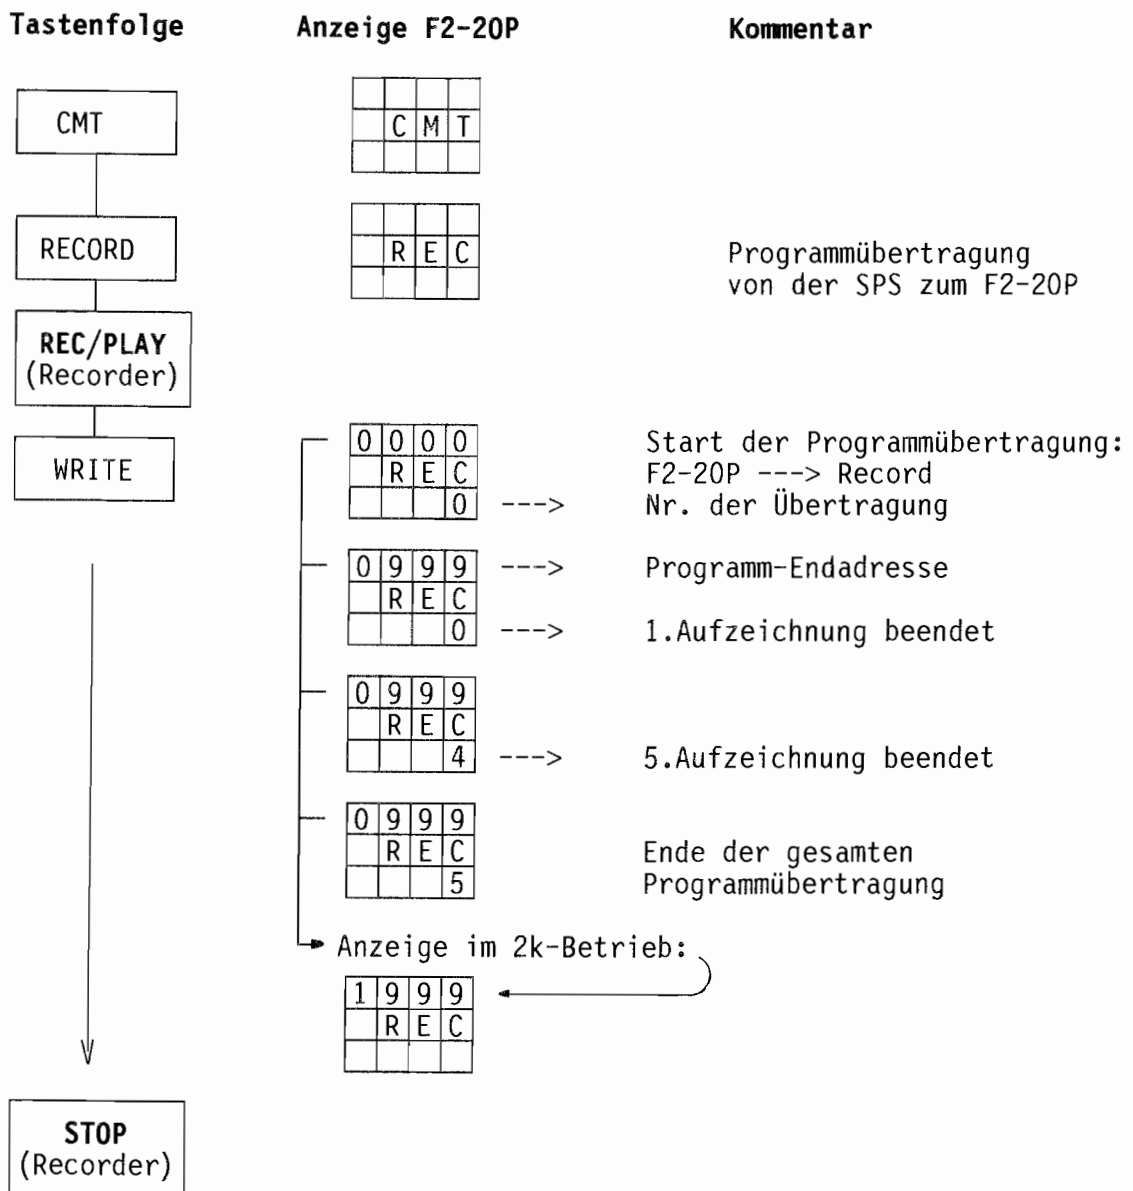 Tastenfolge Anzeige F2-20P Kommentar
CMT
C M T
RECORD
R E C
Programmübertragung
von der SPS zum F2-20P
REC/PLAY
(Recorder)
WRITE
0 0 0 0
R E C
0 --->
Start der Programmübertragung:
F2-20P ---> Record
Nr. der Übertragung
0 9 9 9 ---> Programm-Endadresse
R E C
0 ---> 1.Aufzeichnung beendet
0 9 9 9
R E C
4 ---> 5.Aufzeichnung beendet
0 9 9 9
R E C
5
Ende der gesamten
Programmübertragung
Anzeige im 2k-Betrieb:
1 9 9 9
R E C
STOP
(Recorder)